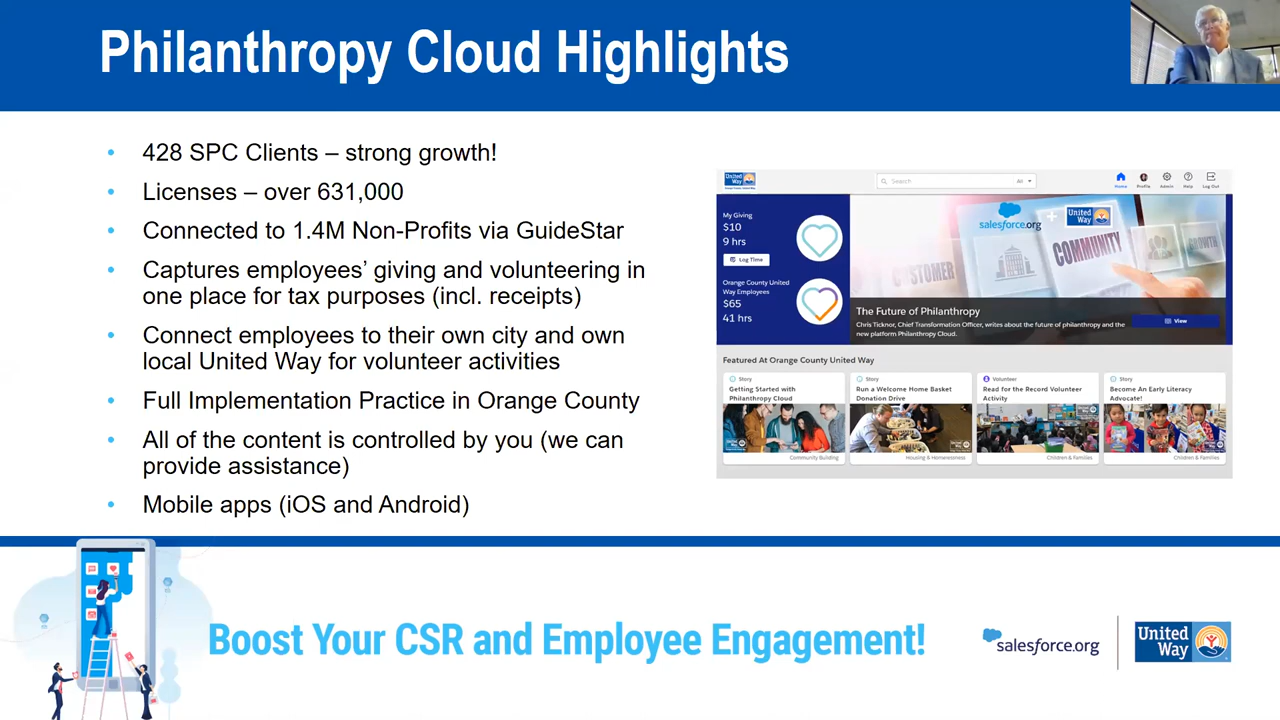 Philanthropy Cloud Highlights
• 428 SPC Clients – strong growth!
• Licenses – over 631,000
• Connected to 1.4M Non-Profits via GuideStar
• Captures employees’ giving and volunteering in
one place for tax purposes (incl. receipts)
• Connect employees to their own city and own
local United Way for volunteer activities
• Full Implementation Practice in Orange County
• All of the content is controlled by you (we can
provide assistance)
• Mobile apps (iOS and Android)
United Way
Search
All
Home Profile Admin Help Log Out
My Giving
$10
9 hrs
Log Time
Orange County United
Way Employees
$65
41 hrs
salesforce.org + United Way
CUSTOMER COMMUNITY GROWTH
The Future of Philanthropy
Chris Ticknor, Chief Transformation Officer, writes about the future of philanthropy and the
new platform Philanthropy Cloud.
View
Featured At Orange County United Way
Story
Getting Started with
Philanthropy Cloud
Community Building
Story
Run a Welcome Home Basket
Donation Drive
Housing & Homelessness
Volunteer
Read for the Record Volunteer
Activity
Children & Families
Story
Become An Early Literacy
Advocate!
Children & Families
Boost Your CSR and Employee Engagement!
salesforce.org
United
Way